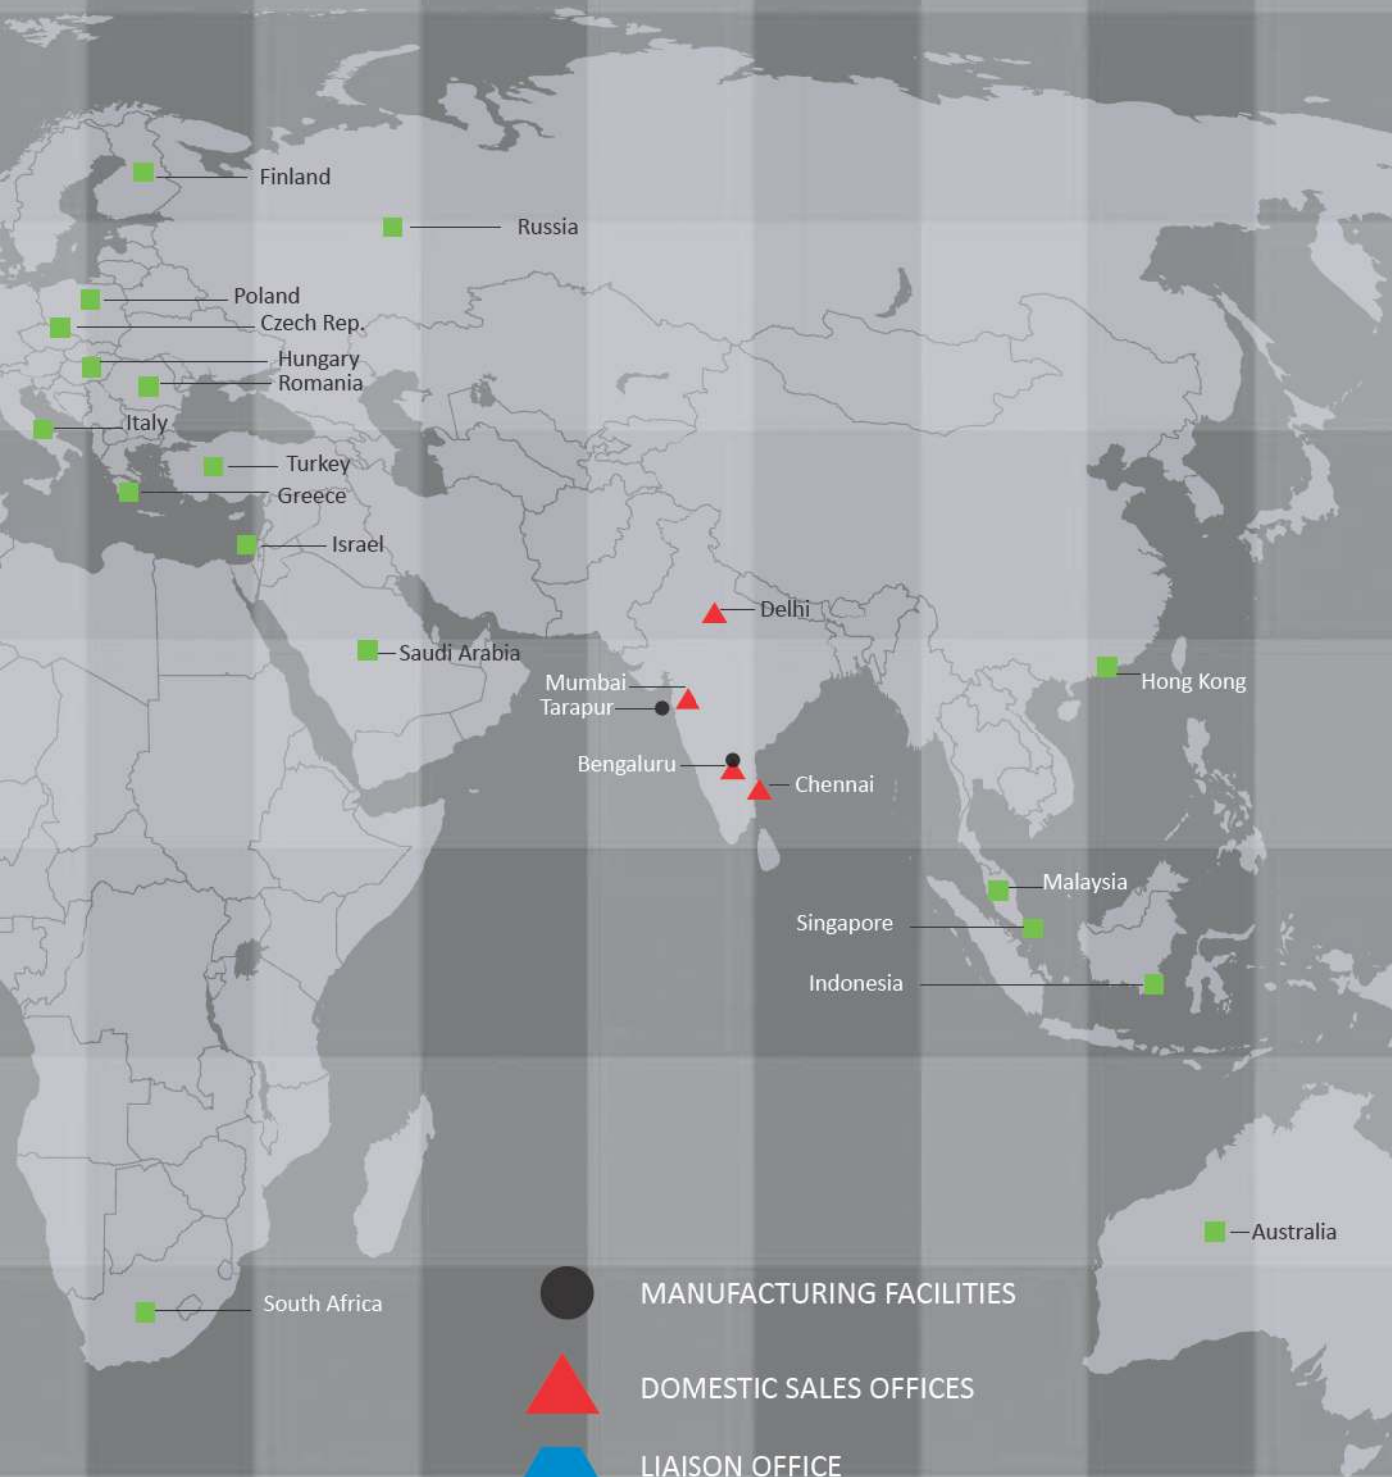 Finland
Russia
Poland
Czech Rep.
Hungary
Romania
Italy
Turkey
Greece
Israel
Delhi
Saudi Arabia
Mumbai
Hong Kong
Tarapur
Bengaluru
Chennai
Malaysia
Singapore
Indonesia
Australia
South Africa
MANUFACTURING FACILITIES
DOMESTIC SALES OFFICES
LIAISON OFFICE